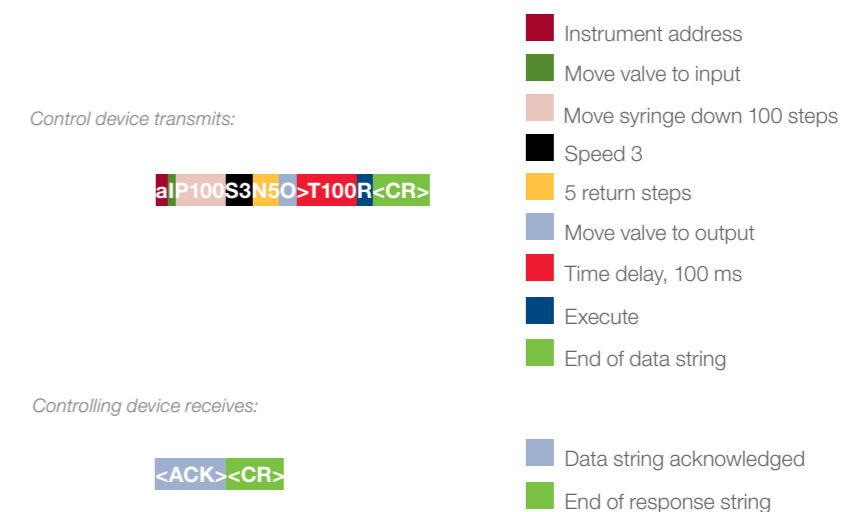 Instrument address
Move valve to input
Control device transmits:
Move syringe down 100 steps
Speed 3
aIP100S3N5O>T100R<CR>
5 return steps
Move valve to output
Time delay, 100 ms
Execute
End of data string
Controlling device receives:
<ACK><CR>
Data string acknowledged
End of response string